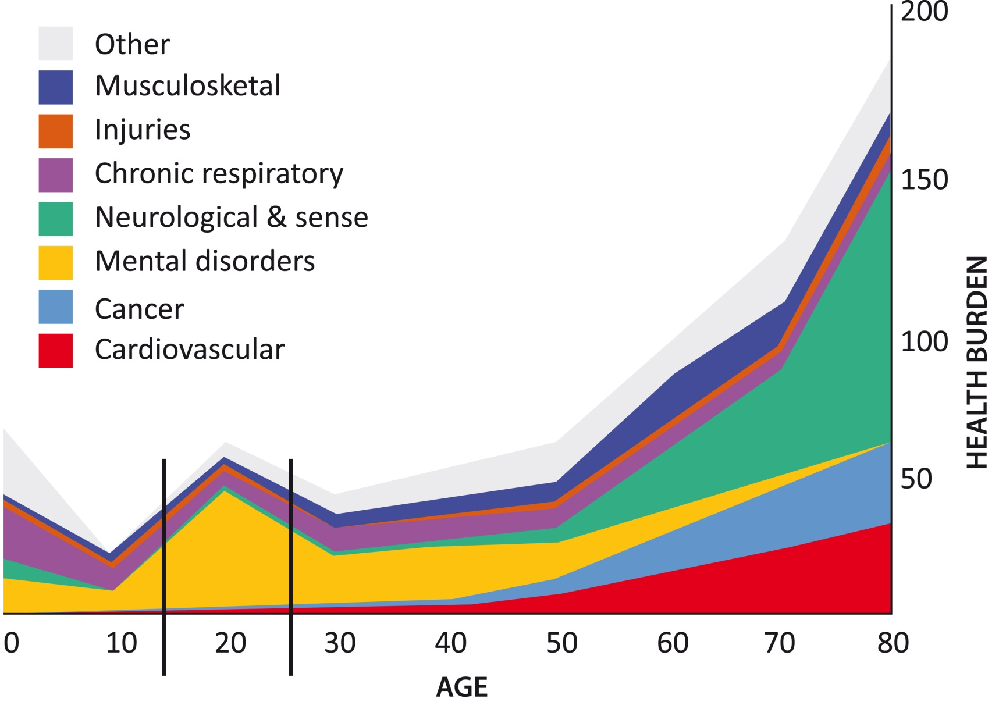 Other
Musculosketal
Injuries
Chronic respiratory
Neurological & sense
Mental disorders
Cancer
Cardiovascular
200
150
100
50
HEALTH BURDEN
0 10 20 30 40 50 60 70 80
AGE